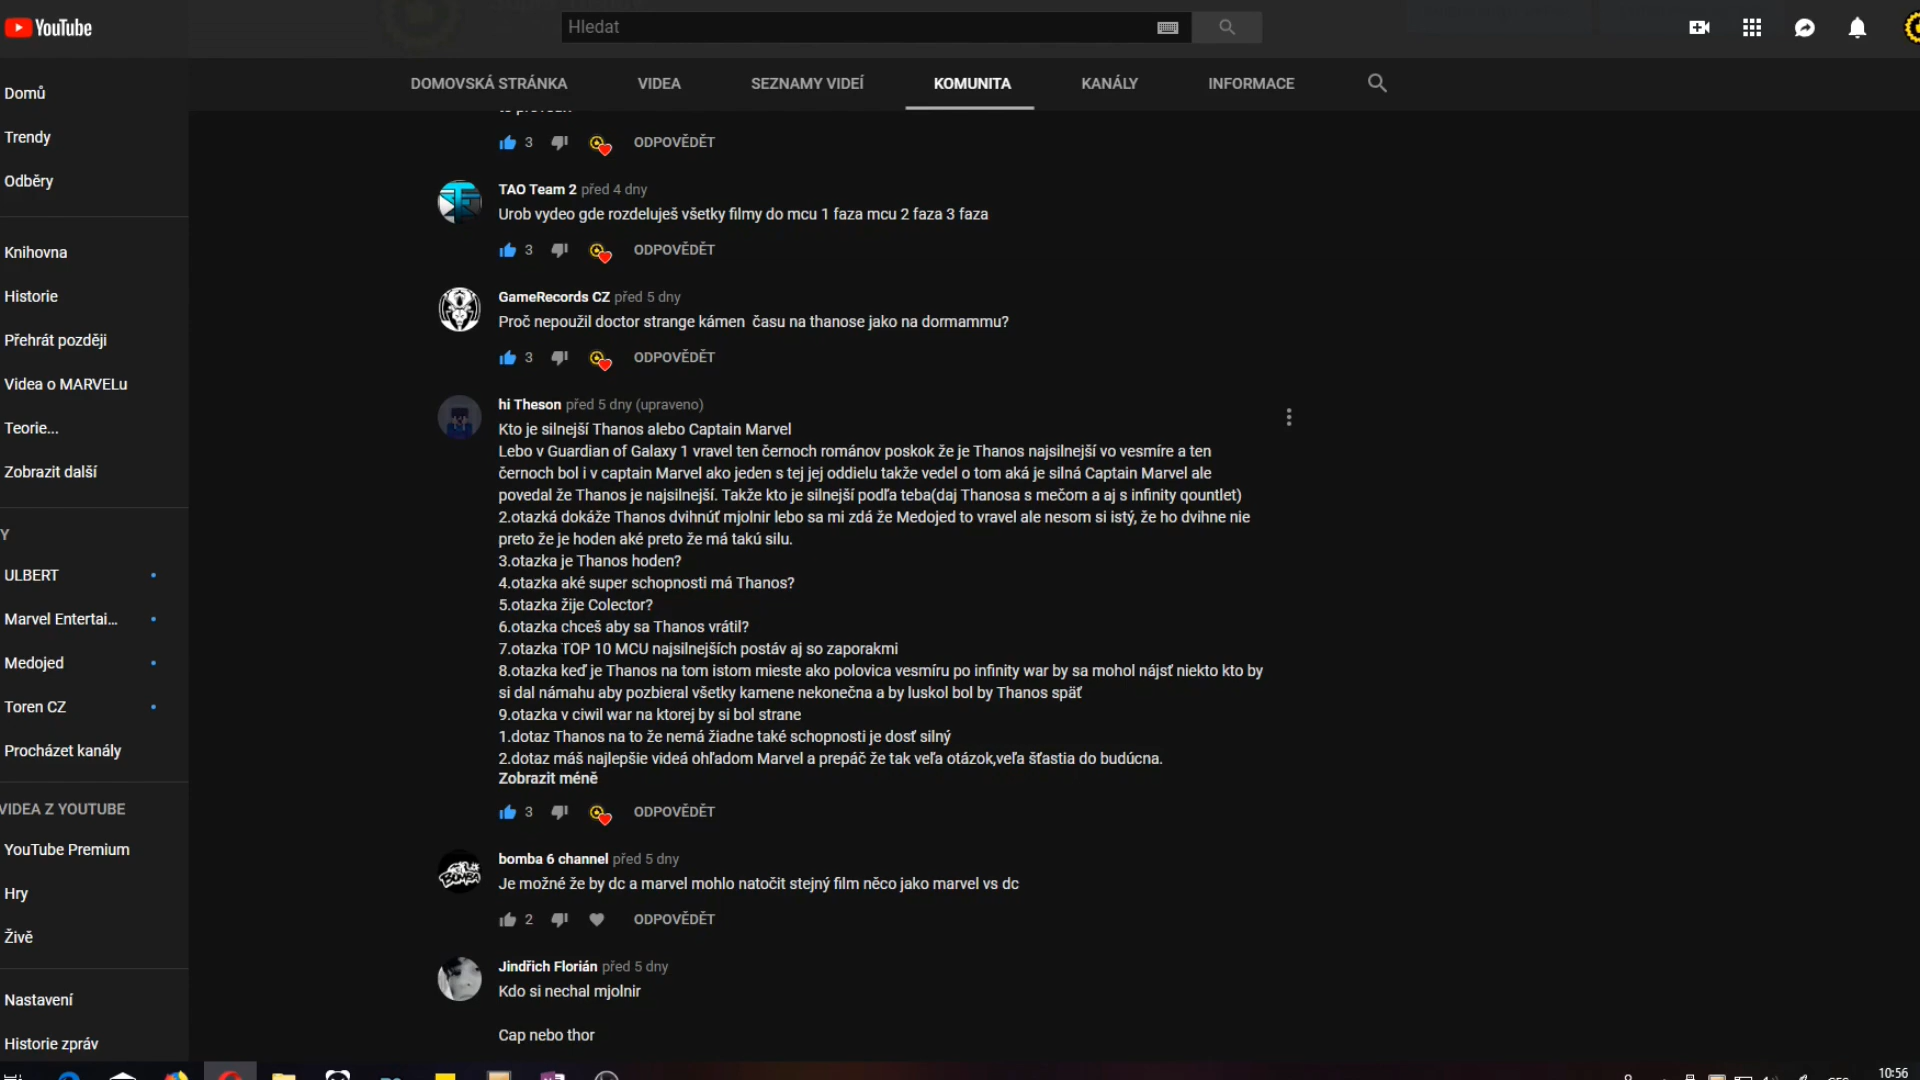 YouTube
Hledat
DOMOVSKÁ STRÁNKA VIDEA SEZNAMY VIDEÍ KOMUNITA KANÁLY INFORMACE
Domů
Trendy
Odběry
Knihovna
Historie
Přehrát později
Videa o MARVELu
Teorie...
Zobrazit další
Y
ULBERT
Marvel Entertai...
Medojed
Toren CZ
Procházet kanály
VIDEA Z YOUTUBE
YouTube Premium
Hry
Živě
Nastavení
Historie zpráv
3 ODPOVĚDĚT
TAO Team 2 před 4 dny
Urob vydeo gde rozdeluješ všetky filmy do mcu 1 faza mcu 2 faza 3 faza
3 ODPOVĚDĚT
GameRecords CZ před 5 dny
Proč nepoužil doctor strange kámen času na thanose jako na dormammu?
3 ODPOVĚDĚT
hi Theson před 5 dny (upraveno)
Kto je silnejší Thanos alebo Captain Marvel
Lebo v Guardian of Galaxy 1 vravel ten černoch románov poskok že je Thanos najsilnejší vo vesmíre a ten
černoch bol i v captain Marvel ako jeden s tej jej oddielu takže vedel o tom aká je silná Captain Marvel ale
povedal že Thanos je najsilnejší. Takže kto je silnejší podľa teba(daj Thanosa s mečom a aj s infinity qountlet)
2.otazká dokáže Thanos dvihnúť mjolnir lebo sa mi zdá že Medojed to vravel ale nesom si istý, že ho dvihne nie
preto že je hoden aké preto že má takú silu.
3.otazka je Thanos hoden?
4.otazka aké super schopnosti má Thanos?
5.otazka žije Colector?
6.otazka chceš aby sa Thanos vrátil?
7.otazka TOP 10 MCU najsilnejších postáv aj so zaporakmi
8.otazka keď je Thanos na tom istom mieste ako polovica vesmíru po infinity war by sa mohol nájsť niekto kto by
si dal námahu aby pozbieral všetky kamene nekonečna a by luskol bol by Thanos späť
9.otazka v ciwil war na ktorej by si bol strane
1.dotaz Thanos na to že nemá žiadne také schopnosti je dosť silný
2.dotaz máš najlepšie videá ohľadom Marvel a prepáč že tak veľa otázok,veľa šťastia do budúcna.
Zobrazit méně
3 ODPOVĚDĚT
bomba 6 channel před 5 dny
Je možné že by dc a marvel mohlo natočit stejný film něco jako marvel vs dc
2 ODPOVĚDĚT
Jindřich Florián před 5 dny
Kdo si nechal mjolnir
Cap nebo thor
10:56